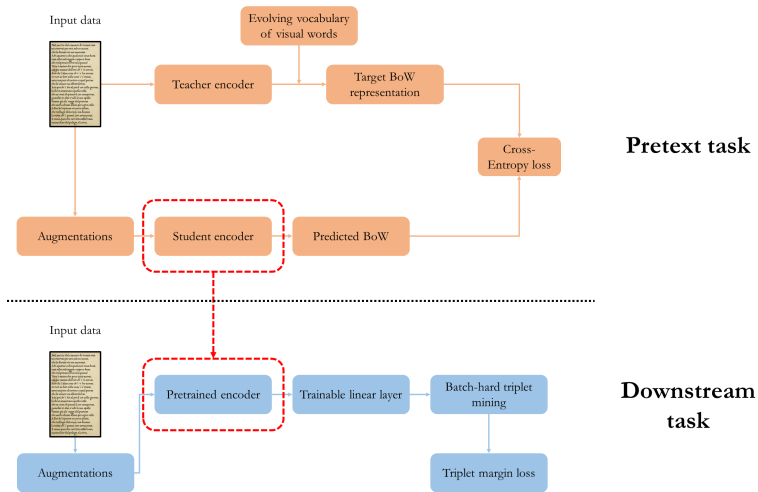 Input data
Evolving vocabulary
of visual words
Teacher encoder
Target BoW
representation
Cross-
Entropy loss
Pretext task
Augmentations
Student encoder
Predicted BoW
Input data
Pretrained encoder
Trainable linear layer
Batch-hard triplet
mining
Downstream
task
Augmentations
Triplet margin loss